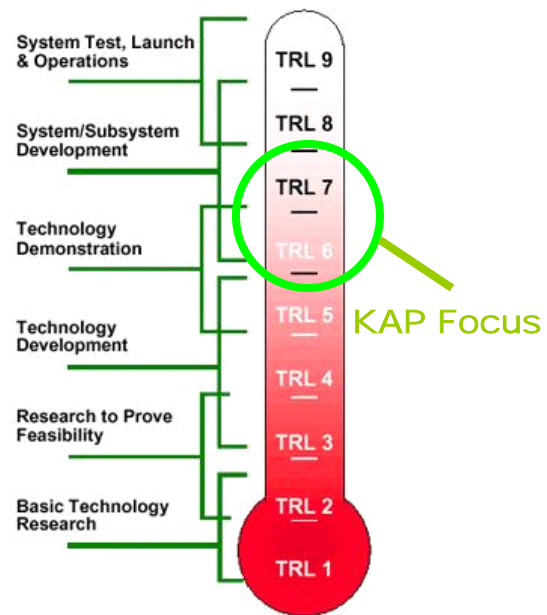 System Test, Launch
& Operations
System/Subsystem
Development
Technology
Demonstration
Technology
Development
Research to Prove
Feasibility
Basic Technology
Research
TRL 9
TRL 8
TRL 7
TRL 6
TRL 5
TRL 4
TRL 3
TRL 2
TRL 1
KAP Focus